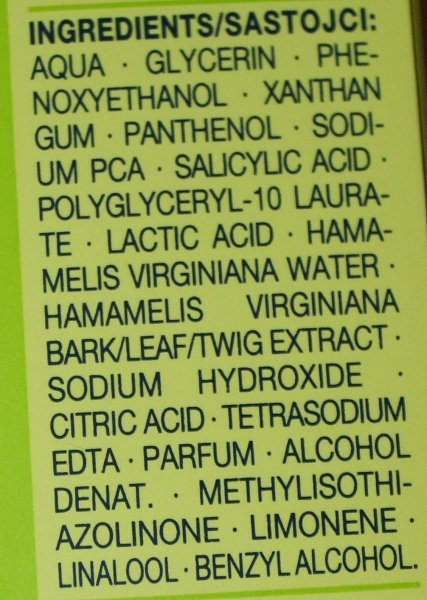 INGREDIENTS/SASTOJCI:
AQUA · GLYCERIN · PHE-
NOXYETHANOL · XANTHAN
GUM · PANTHENOL · SODI-
UM PCA · SALICYLIC ACID ·
POLYGLYCERYL-10 LAURA-
TE · LACTIC ACID · HAMA-
MELIS VIRGINIANA WATER ·
HAMAMELIS VIRGINIANA
BARK/LEAF/TWIG EXTRACT ·
SODIUM HYDROXIDE ·
CITRIC ACID · TETRASODIUM
EDTA · PARFUM · ALCOHOL
DENAT. · METHYLISOTHI-
AZOLINONE · LIMONENE ·
LINALOOL · BENZYL ALCOHOL.